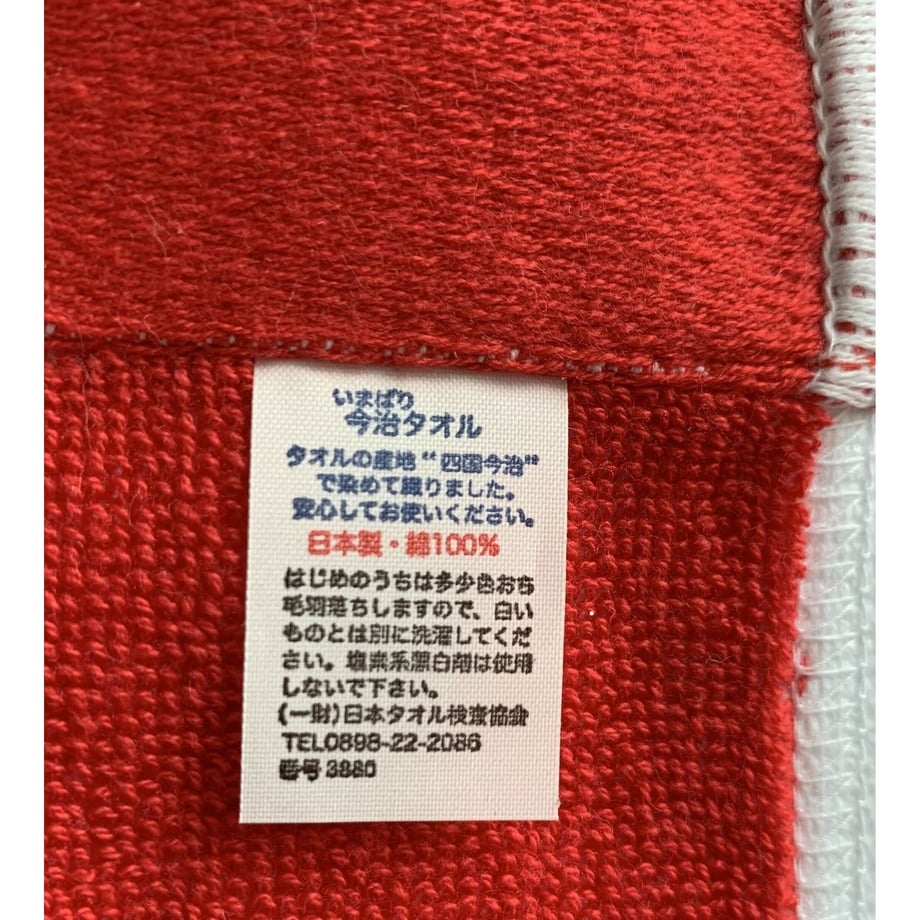 いまばり
今治タオル
タオルの産地“四国今治”
で染めて織りました。
安心してお使いください。
日本製・綿100%
はじめのうちは多少色おち
毛羽落ちしますので、白い
ものとは別に洗濯してくだ
さい。塩素系漂白剤は使用
しないで下さい。
(一財)日本タオル検査協会
TEL0898-22-2086
番号3880